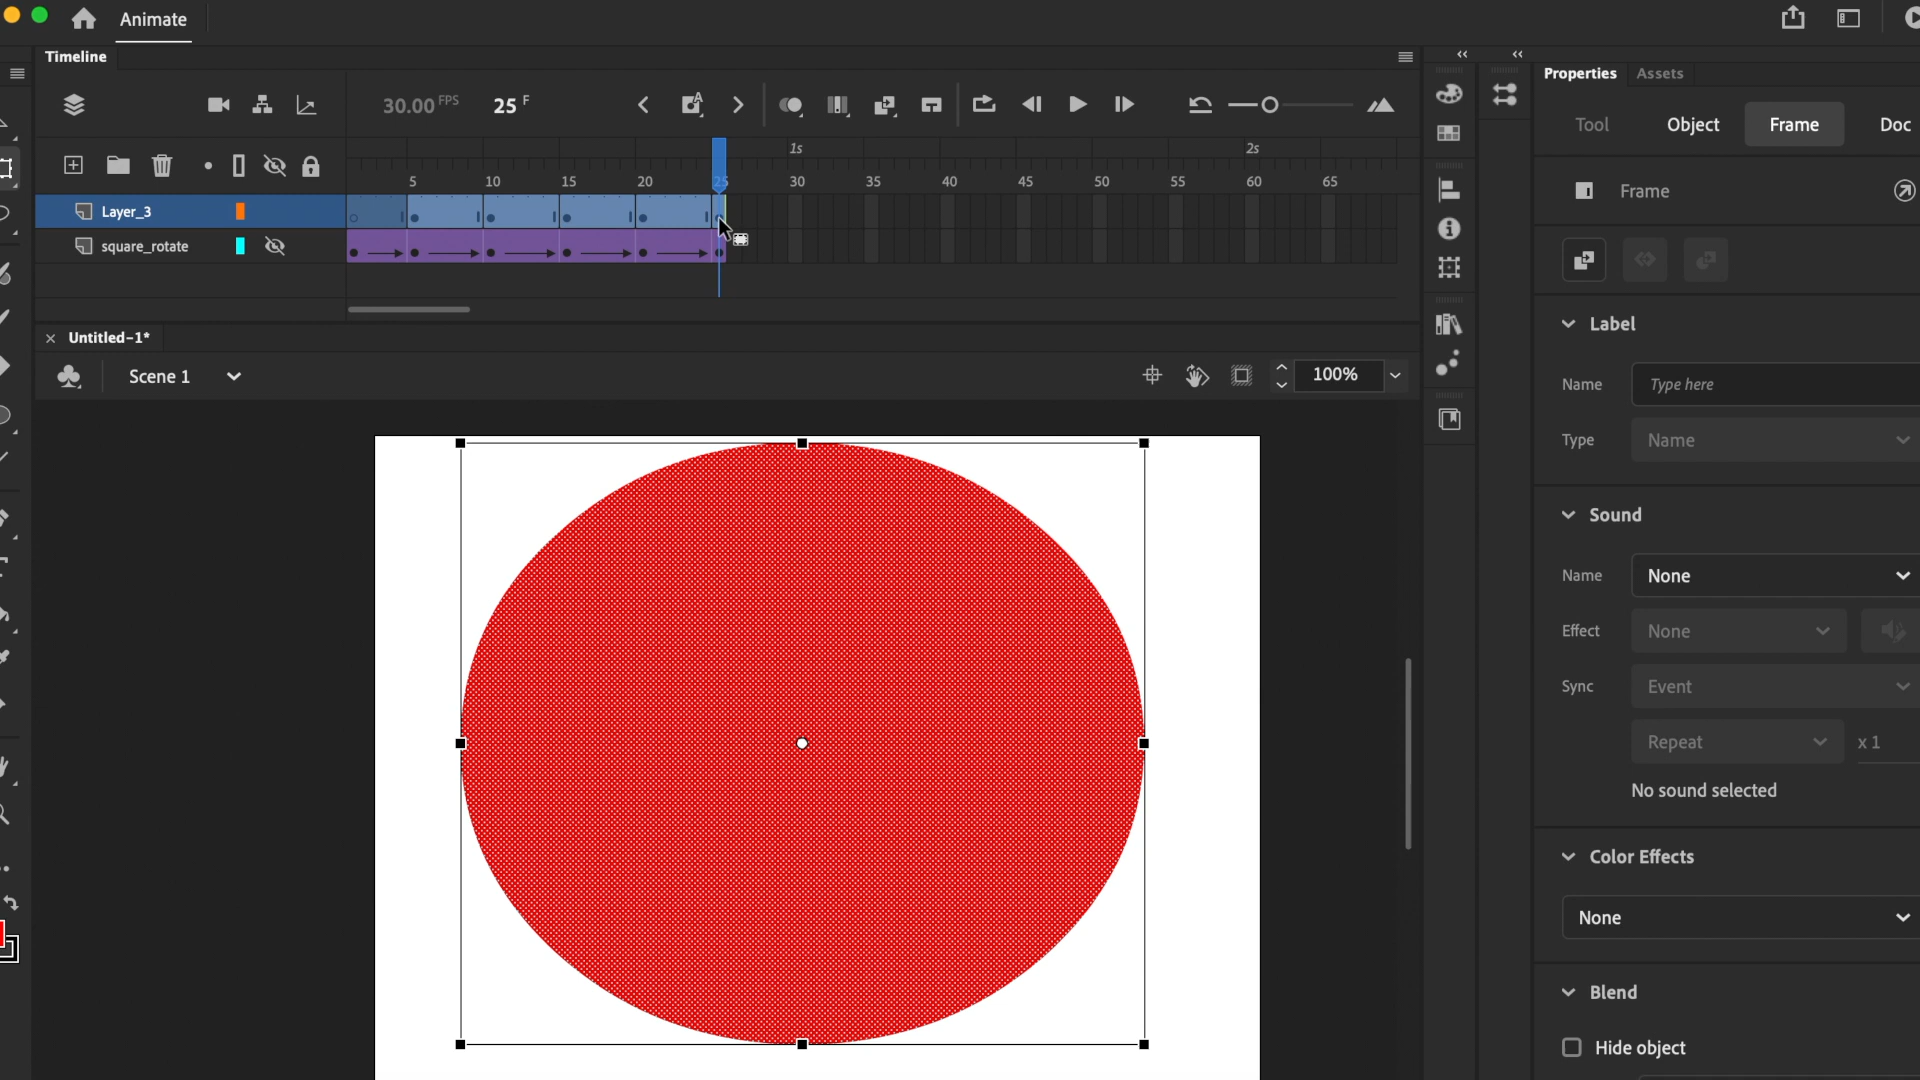 Animate
Timeline
30.00 FPS 25 F
1s 2s
5 10 15 20 25 30 35 40 45 50 55 60 65
Layer_3
square_rotate
Untitled-1*
Scene 1
100%
Properties Assets
Tool Object Frame Doc
Frame
Label
Name Type here
Type Name
Sound
Name None
Effect None
Sync Event
Repeat x 1
No sound selected
Color Effects
None
Blend
Hide object